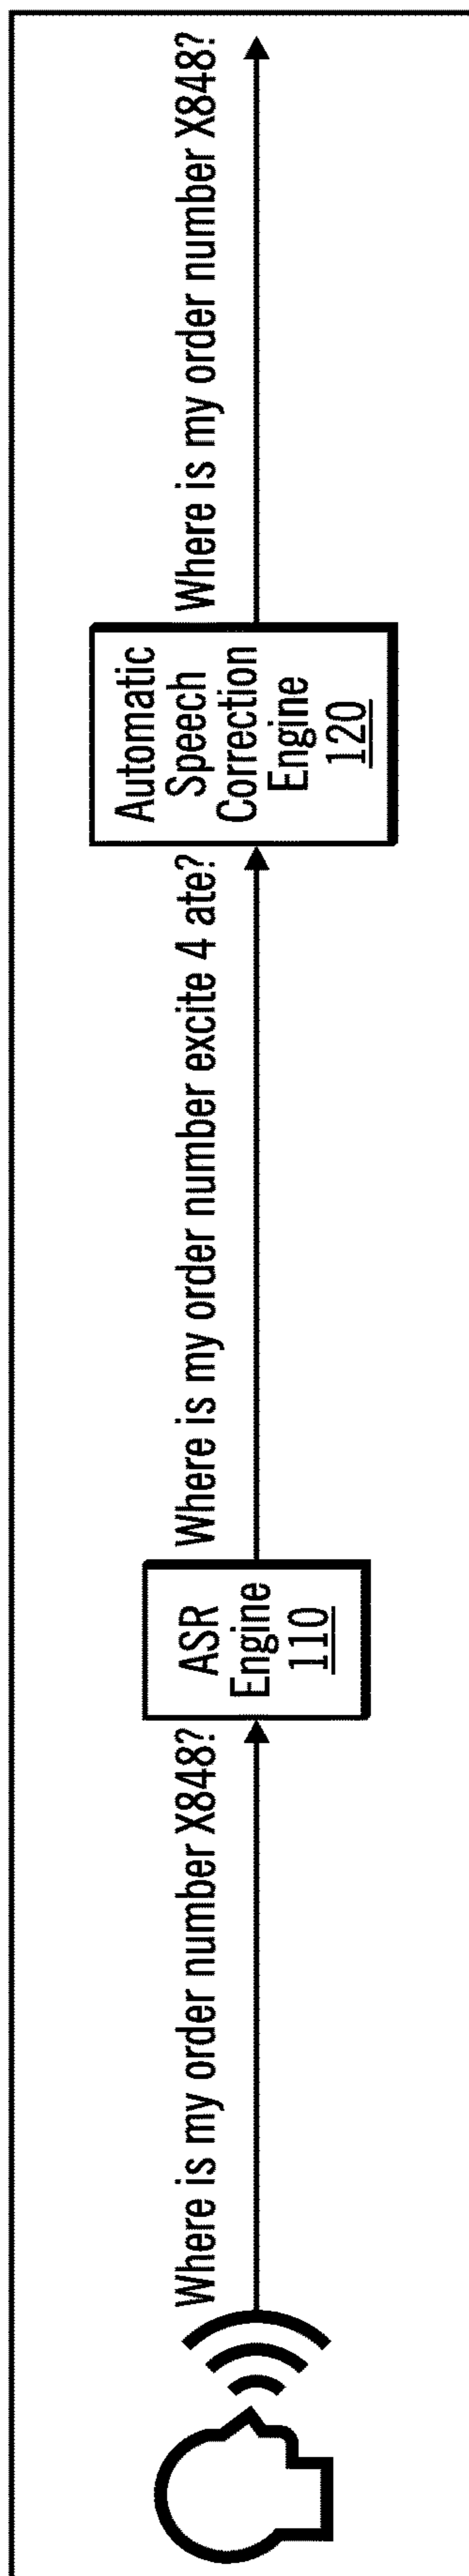 Where is my order number X848?
ASR
Engine
110
Where is my order number excite 4 ate?
Automatic
Speech
Correction
Engine
120
Where is my order number X848?